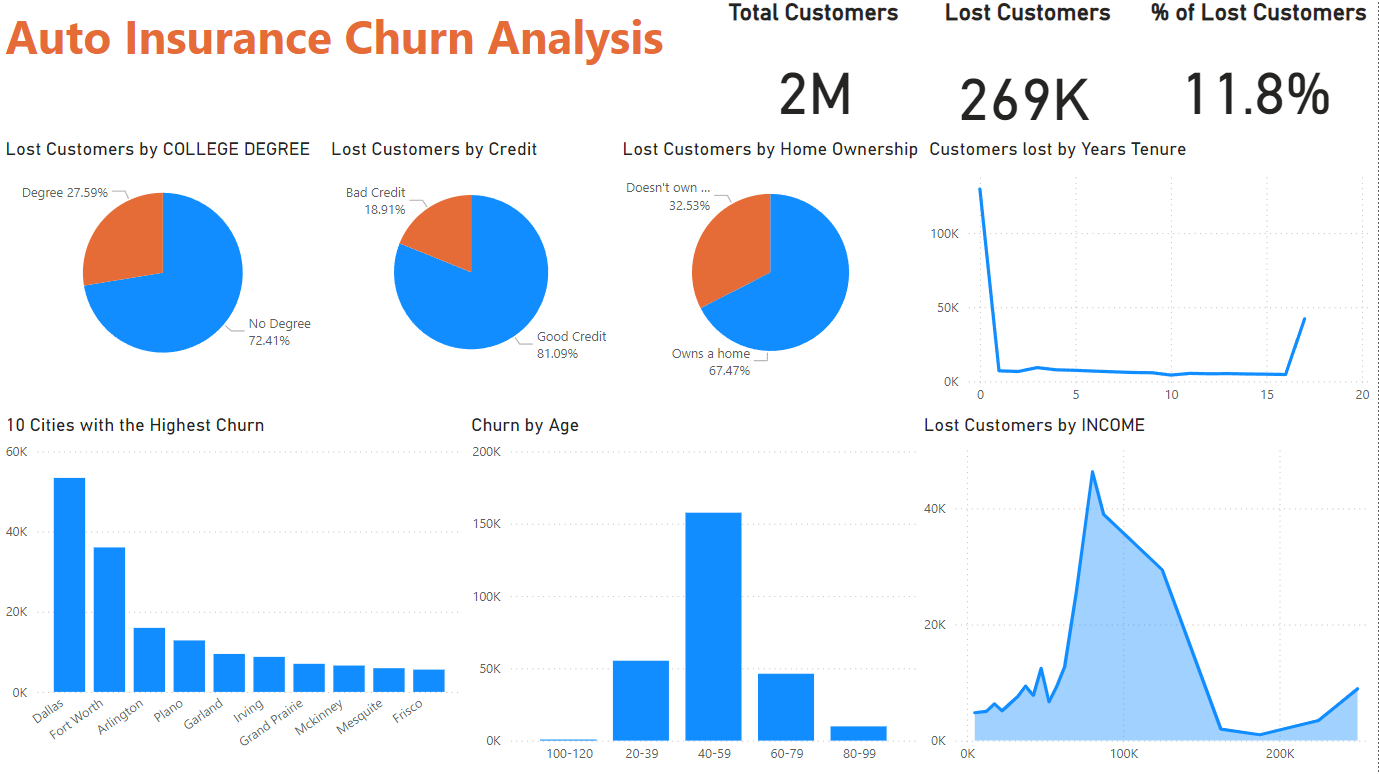 Auto Insurance Churn Analysis
Total Customers
2M
Lost Customers
269K
% of Lost Customers
11.8%
Lost Customers by COLLEGE DEGREE
Degree 27.59%
No Degree
72.41%
Lost Customers by Credit
Bad Credit
18.91%
Good Credit
81.09%
Lost Customers by Home Ownership
Doesn't own ...
32.53%
Owns a home
67.47%
Customers lost by Years Tenure
100K
50K
0K
0 5 10 15 20
10 Cities with the Highest Churn
60K
40K
20K
0K
Dallas
Fort Worth
Arlington
Plano
Garland
Irving
Grand Prairie
Mckinney
Mesquite
Frisco
Churn by Age
200K
150K
100K
50K
0K
100-120 20-39 40-59 60-79 80-99
Lost Customers by INCOME
40K
20K
0K
0K 100K 200K